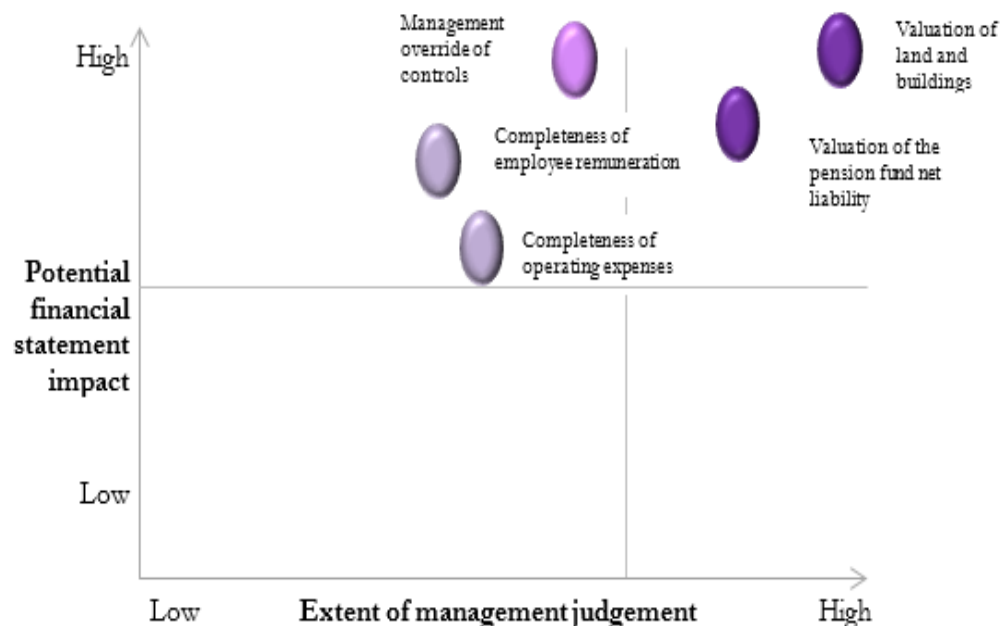 Management
override of
controls
Valuation of
land and
buildings
High
Completeness of
employee remuneration
Valuation of the
pension fund net
liability
Completeness of
operating expenses
Potential
financial
statement
impact
Low
Low
Extent of management judgement
High